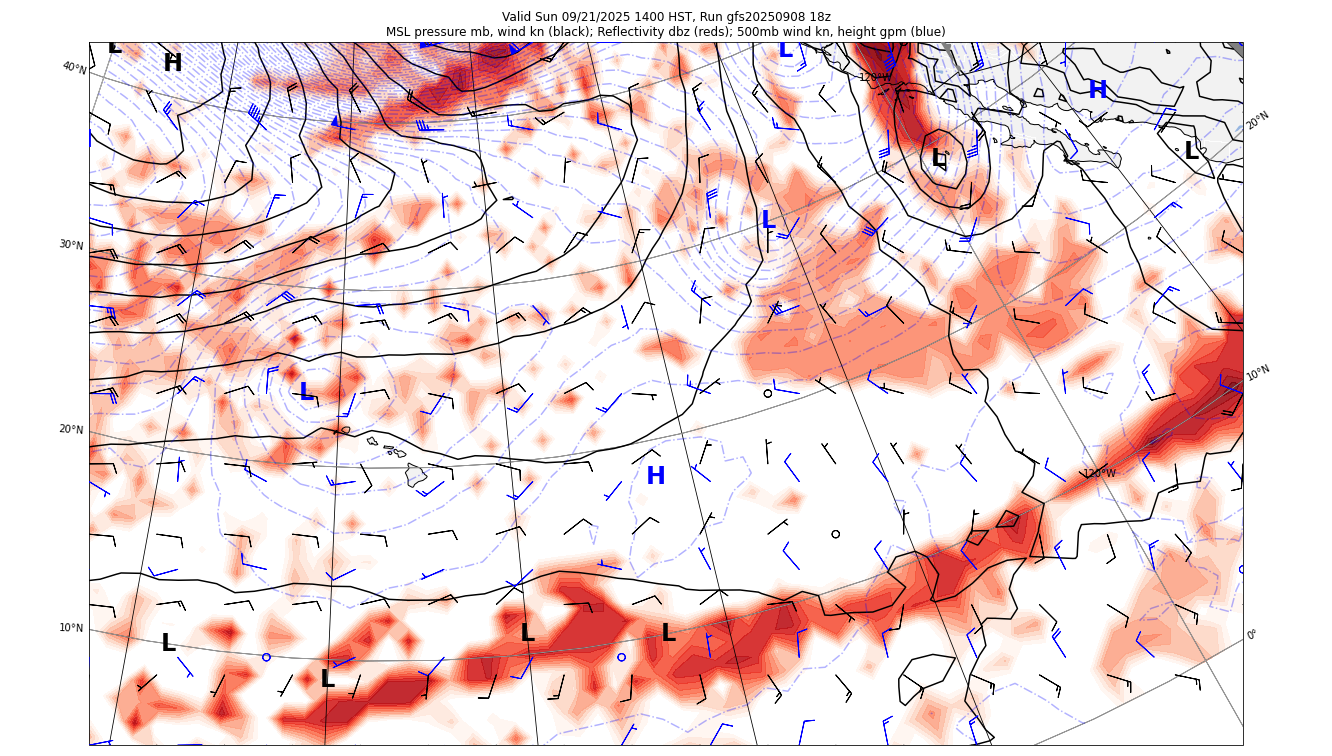 Valid Sun 09/21/2025 1400 HST, Run gfs20250908 18z
MSL pressure mb, wind kn (black); Reflectivity dbz (reds); 500mb wind kn, height gpm (blue)
L
H
L
120°W
H
40°N
20°N
L
L
L
30°N
10°N
L
20°N
H
120°W
10°N
L
L
L
0°
L